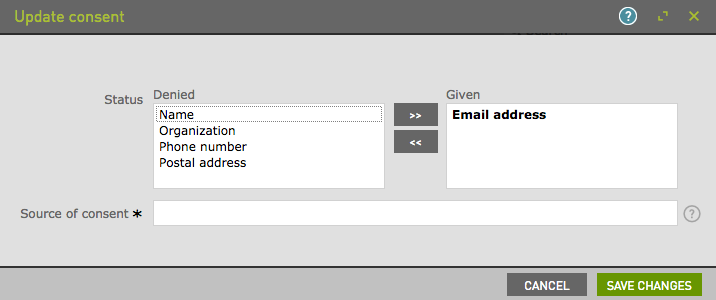 Update consent
?
Status
Denied
Given
Name
Organization
Phone number
Postal address
>>
<<
Email address
Source of consent *
?
CANCEL
SAVE CHANGES